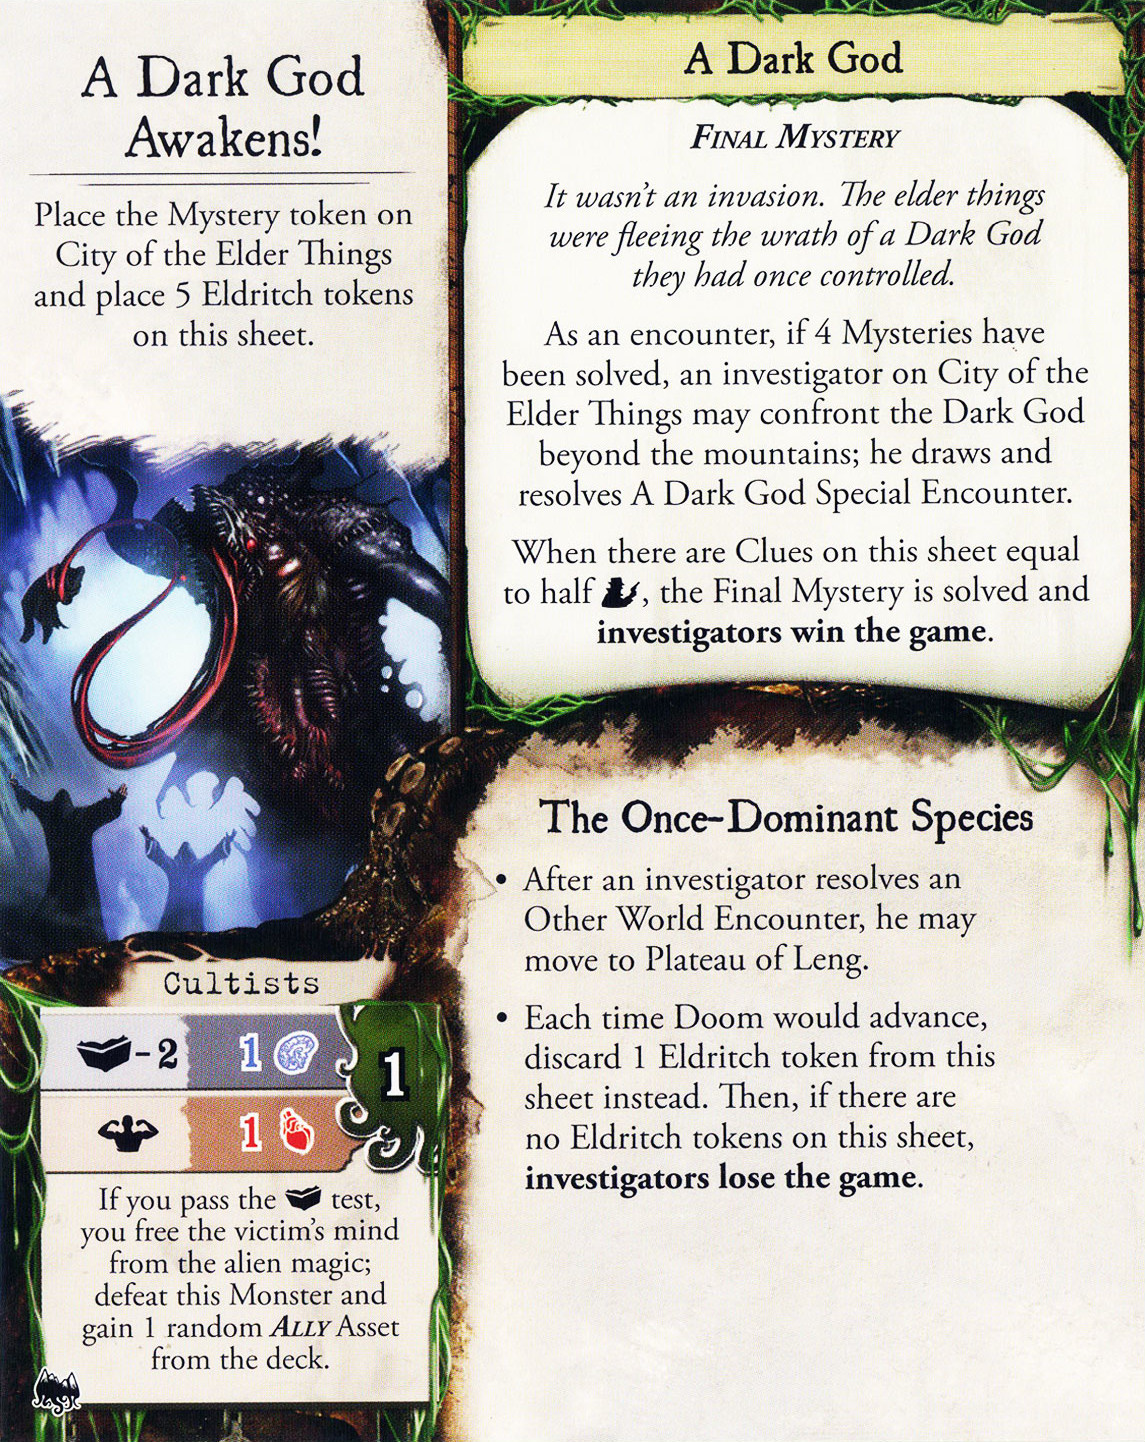 A Dark God
Awakens!
Place the Mystery token on
City of the Elder Things
and place 5 Eldritch tokens
on this sheet.
A Dark God
Final Mystery
It wasn't an invasion. The elder things
were fleeing the wrath of a Dark God
they had once controlled.
As an encounter, if 4 Mysteries have
been solved, an investigator on City of the
Elder Things may confront the Dark God
beyond the mountains; he draws and
resolves A Dark God Special Encounter.
When there are Clues on this sheet equal
to half , the Final Mystery is solved and
investigators win the game.
The Once-Dominant Species
• After an investigator resolves an
Other World Encounter, he may
move to Plateau of Leng.
• Each time Doom would advance,
discard 1 Eldritch token from this
sheet instead. Then, if there are
no Eldritch tokens on this sheet,
investigators lose the game.
Cultists
-2 1
1
1
If you pass the test,
you free the victim's mind
from the alien magic;
defeat this Monster and
gain 1 random Ally Asset
from the deck.